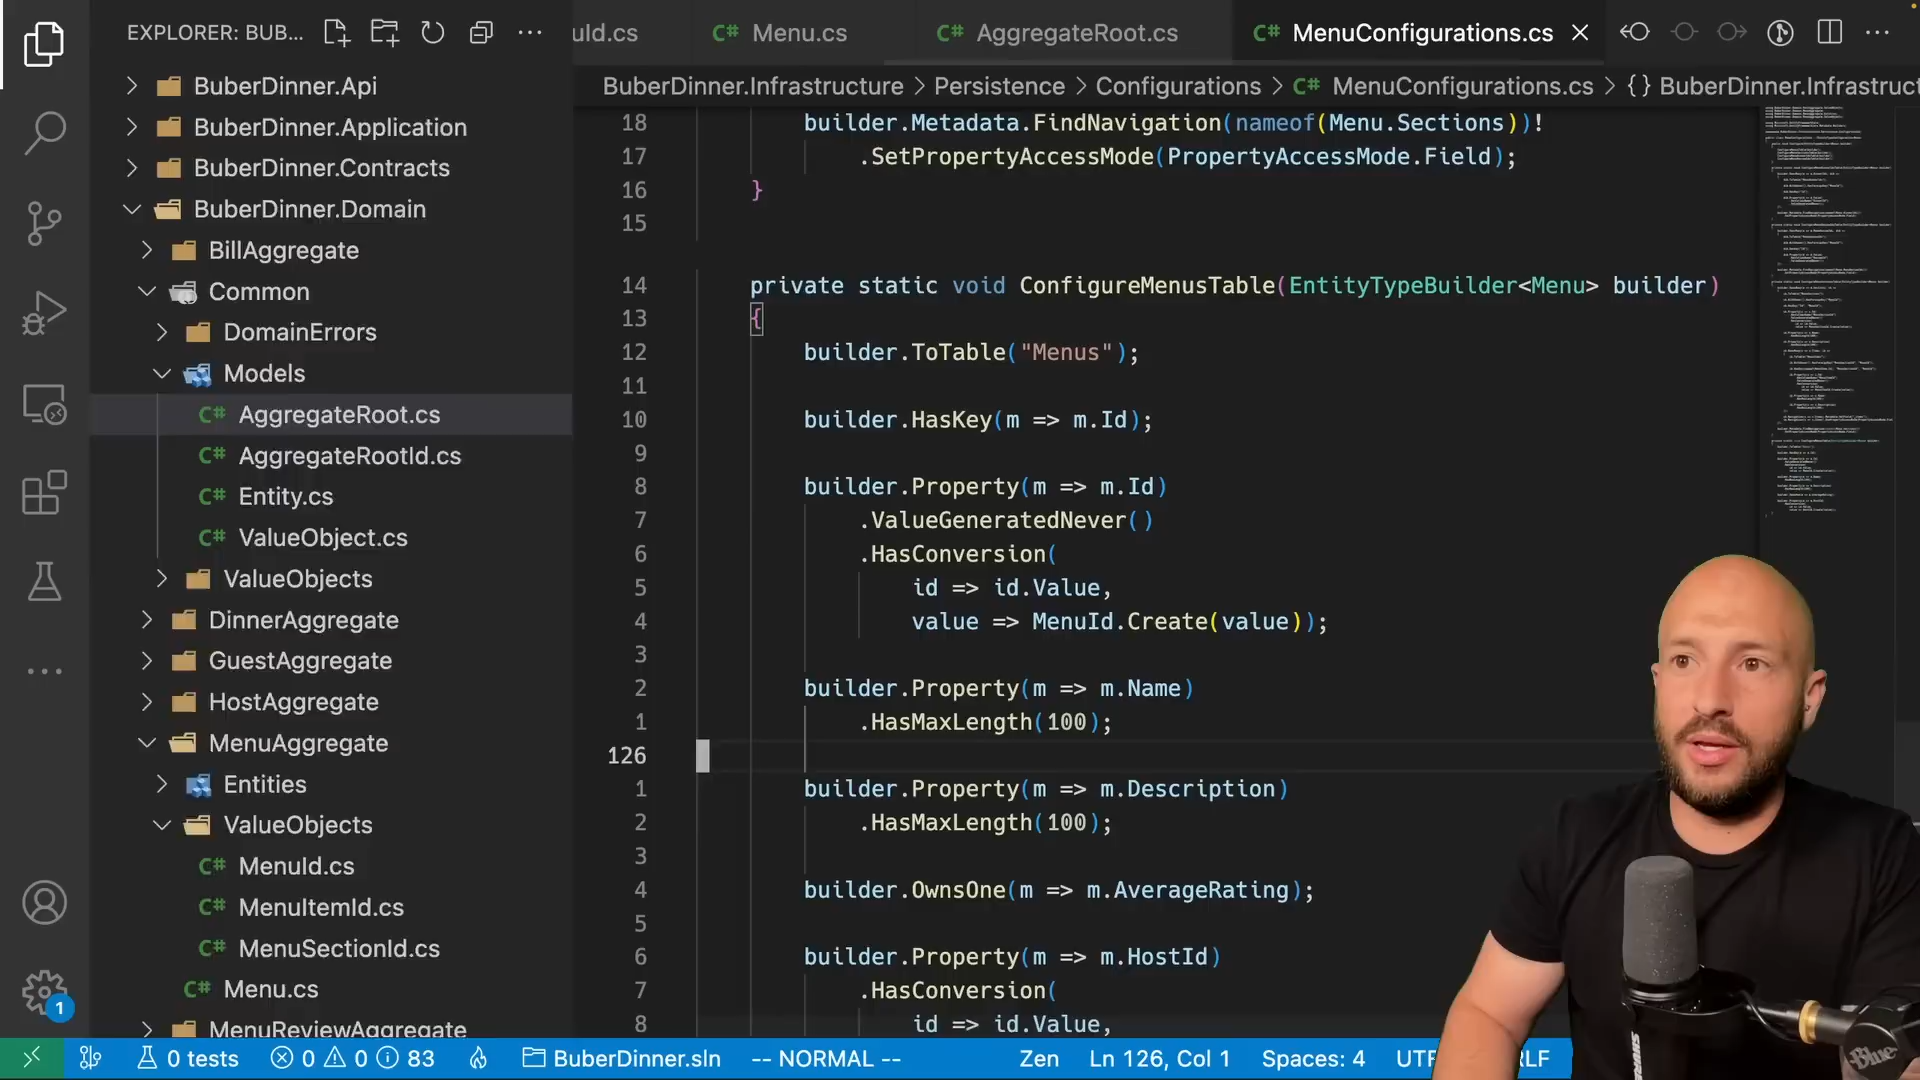 EXPLORER: BUB...
BuberDinner.Api
BuberDinner.Application
BuberDinner.Contracts
BuberDinner.Domain
BillAggregate
Common
DomainErrors
Models
C# AggregateRoot.cs
C# AggregateRootId.cs
C# Entity.cs
C# ValueObject.cs
ValueObjects
DinnerAggregate
GuestAggregate
HostAggregate
MenuAggregate
Entities
ValueObjects
C# MenuId.cs
C# MenuItemId.cs
C# MenuSectionId.cs
C# Menu.cs
MenuReviewAggregate
1
uId.cs C# Menu.cs C# AggregateRoot.cs C# MenuConfigurations.cs
BuberDinner.Infrastructure > Persistence > Configurations > C# MenuConfigurations.cs > {} BuberDinner.Infrastruct
18 builder.Metadata.FindNavigation(nameof(Menu.Sections))!
17 .SetPropertyAccessMode(PropertyAccessMode.Field);
16 }
15
14 private static void ConfigureMenusTable(EntityTypeBuilder<Menu> builder)
13 {
12 builder.ToTable("Menus");
11
10 builder.HasKey(m => m.Id);
9
8 builder.Property(m => m.Id)
7 .ValueGeneratedNever()
6 .HasConversion(
5 id => id.Value,
4 value => MenuId.Create(value));
3
2 builder.Property(m => m.Name)
1 .HasMaxLength(100);
126
1 builder.Property(m => m.Description)
2 .HasMaxLength(100);
3
4 builder.OwnsOne(m => m.AverageRating);
5
6 builder.Property(m => m.HostId)
7 .HasConversion(
8 id => id.Value,
0 tests 0 0 83 BuberDinner.sln -- NORMAL -- Zen Ln 126, Col 1 Spaces: 4 UTF RLF
SHURE
Blue